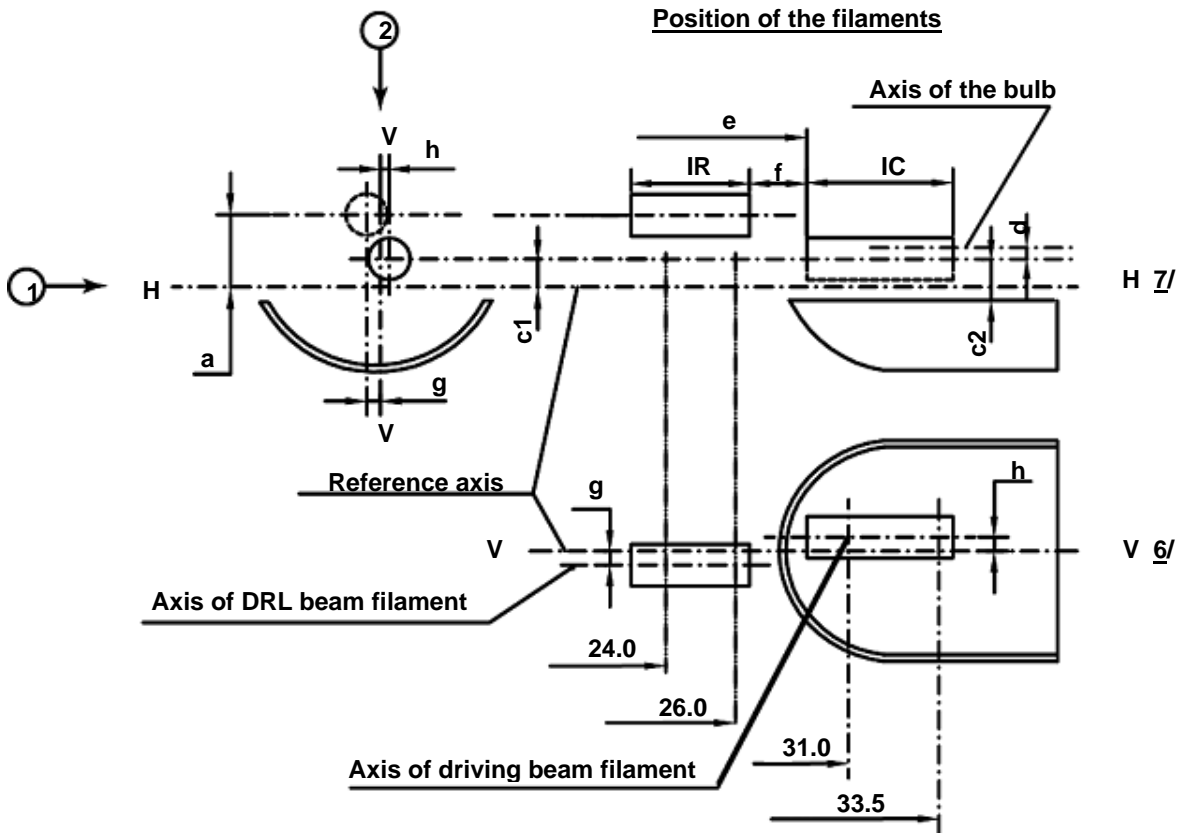 Position of the filaments
2
Axis of the bulb
e
V
h
IR
f
IC
d
1
H
H 7/
a
c1
c2
g
V
Reference axis
g
h
V
V 6/
Axis of DRL beam filament
24.0
26.0
31.0
Axis of driving beam filament
33.5